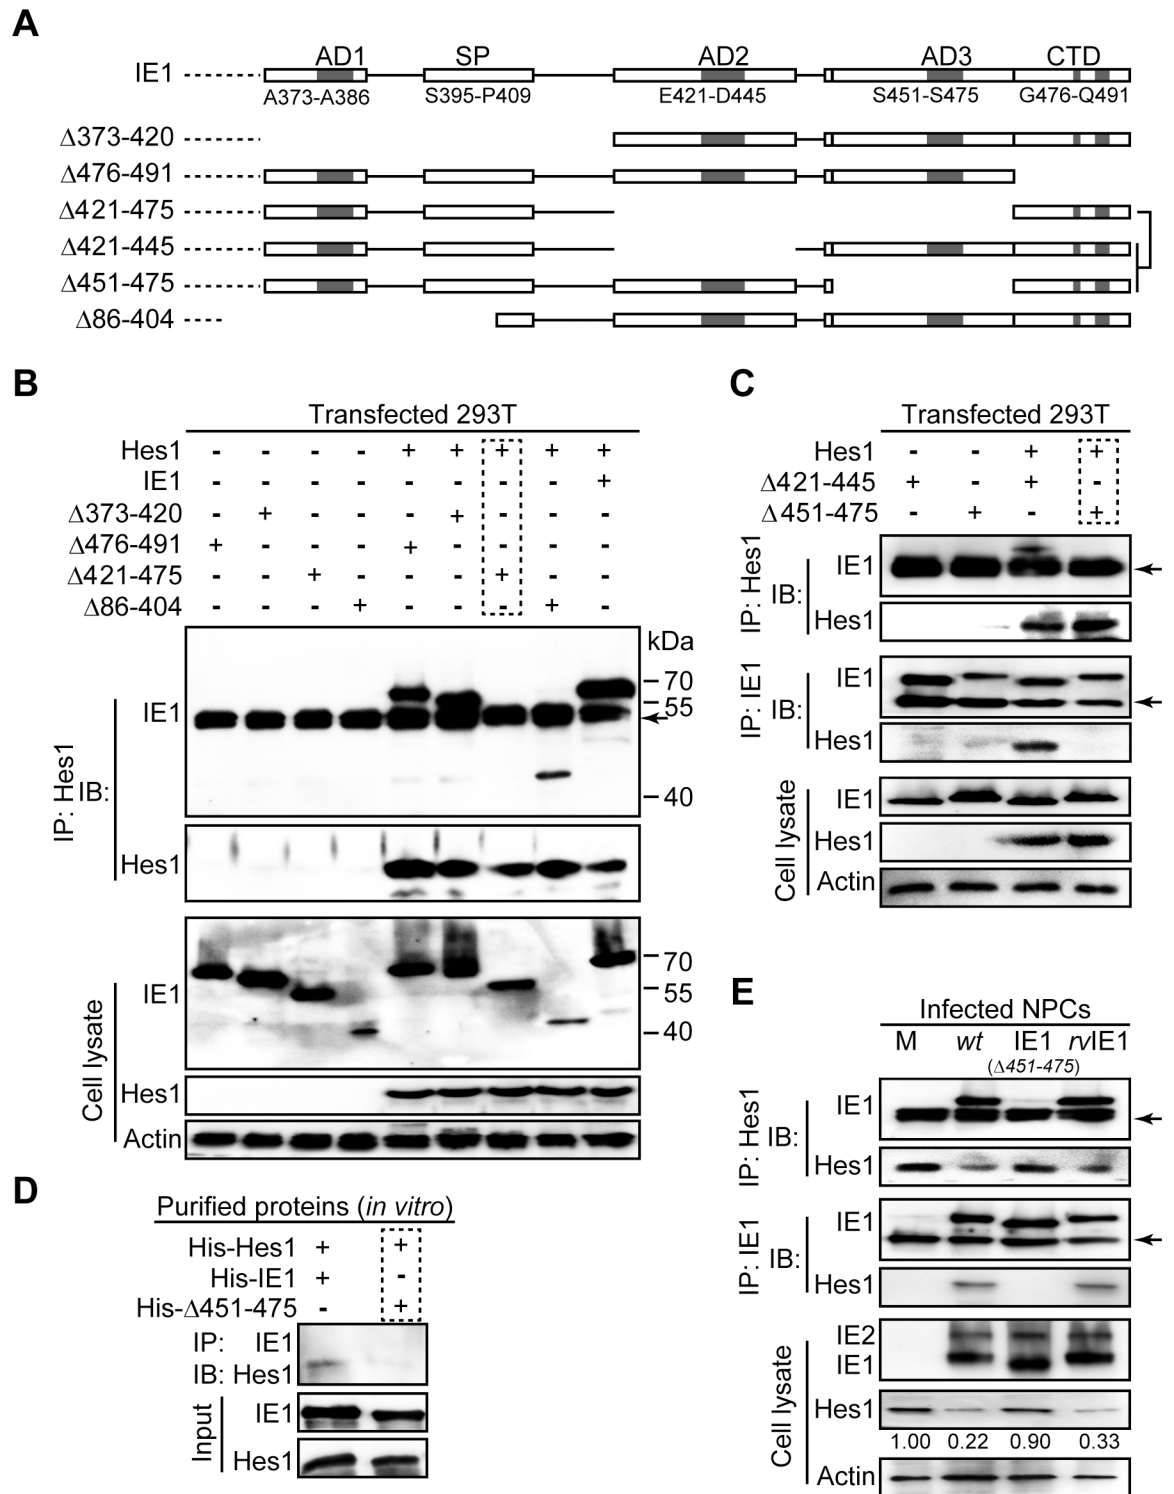 A
AD1 SP AD2 AD3 CTD
IE1
A373-A386 S395-P409 E421-D445 S451-S475 G476-Q491
Δ373-420
Δ476-491
Δ421-475
Δ421-445
Δ451-475
Δ86-404
B
Transfected 293T
Hes1 - - - - + + + + +
IE1 - - - - - - - - +
Δ373-420 - + - - - + - - -
Δ476-491 + - - - + - - - -
Δ421-475 - - + - - - + - -
Δ86-404 - - - + - - - + -
kDa
IP: Hes1
IB:
IE1
70
55
40
Hes1
Cell lysate
IE1
70
55
40
Hes1
Actin
C
Transfected 293T
Hes1 - - + +
Δ421-445 + - + -
Δ451-475 - + - +
IP: Hes1
IB:
IE1
Hes1
IP: IE1
IB:
IE1
Hes1
Cell lysate
IE1
Hes1
Actin
D
Purified proteins (in vitro)
His-Hes1 + +
His-IE1 + -
His-Δ451-475 - +
IP: IE1
IB: Hes1
Input
IE1
Hes1
E
Infected NPCs
M wt IE1 rvIE1
(Δ451-475)
IP: Hes1
IB:
IE1
Hes1
IP: IE1
IB:
IE1
Hes1
Cell lysate
IE2
IE1
Hes1
1.00 0.22 0.90 0.33
Actin